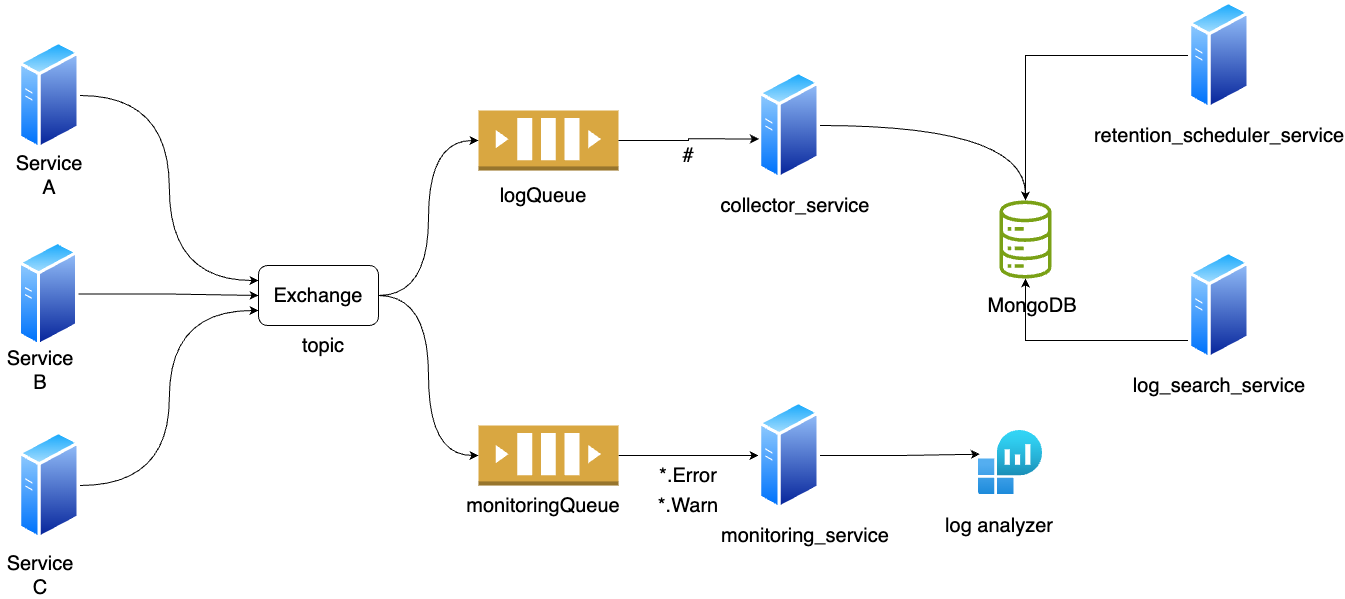 Service
A
Service
B
Service
C
Exchange
topic
logQueue
#
collector_service
MongoDB
retention_scheduler_service
log_search_service
monitoringQueue
*.Error
*.Warn
monitoring_service
log analyzer